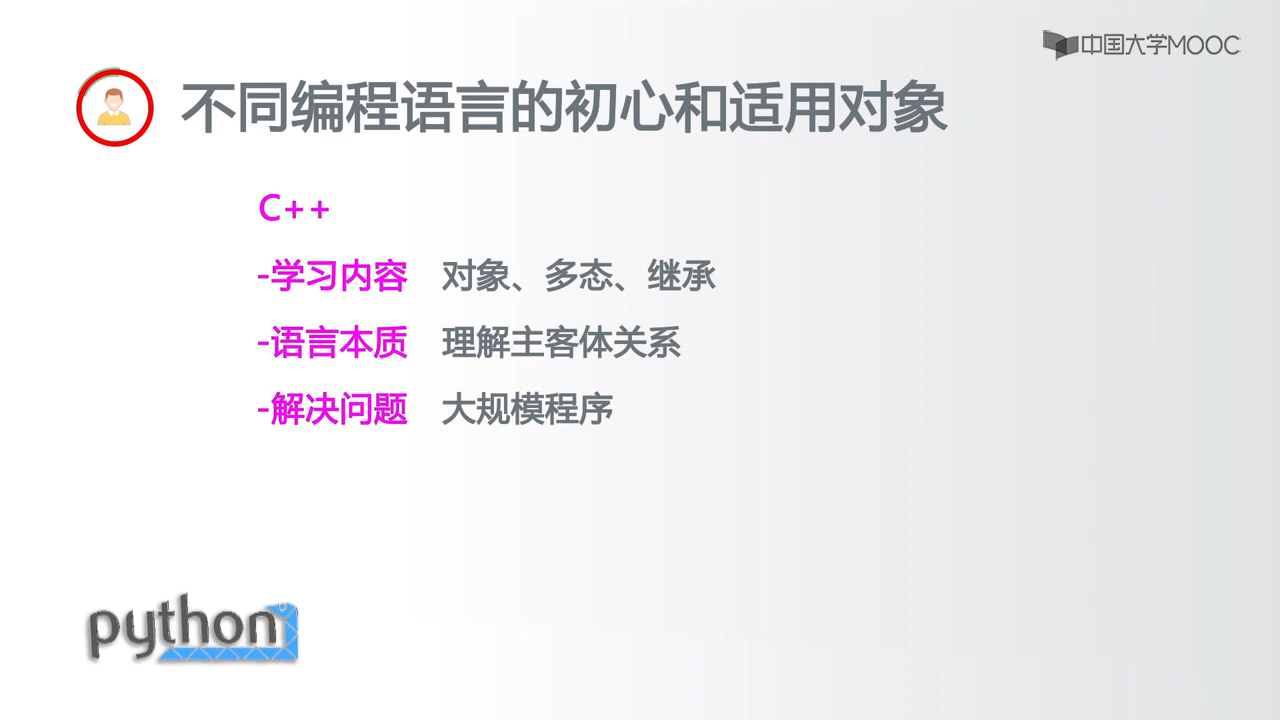 中国大学MOOC
不同编程语言的初心和适用对象
C++
-学习内容 对象、多态、继承
-语言本质 理解主客体关系
-解决问题 大规模程序
python